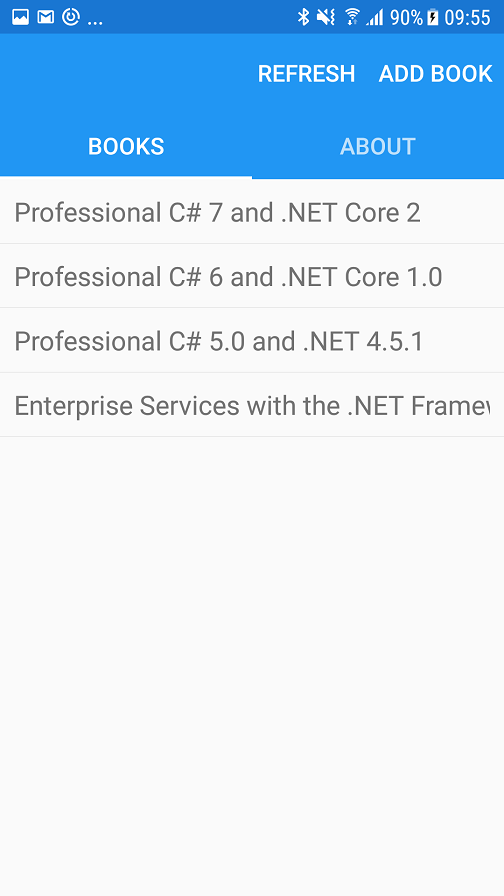 ... 90% 09:55
REFRESH ADD BOOK
BOOKS ABOUT
Professional C# 7 and .NET Core 2
Professional C# 6 and .NET Core 1.0
Professional C# 5.0 and .NET 4.5.1
Enterprise Services with the .NET